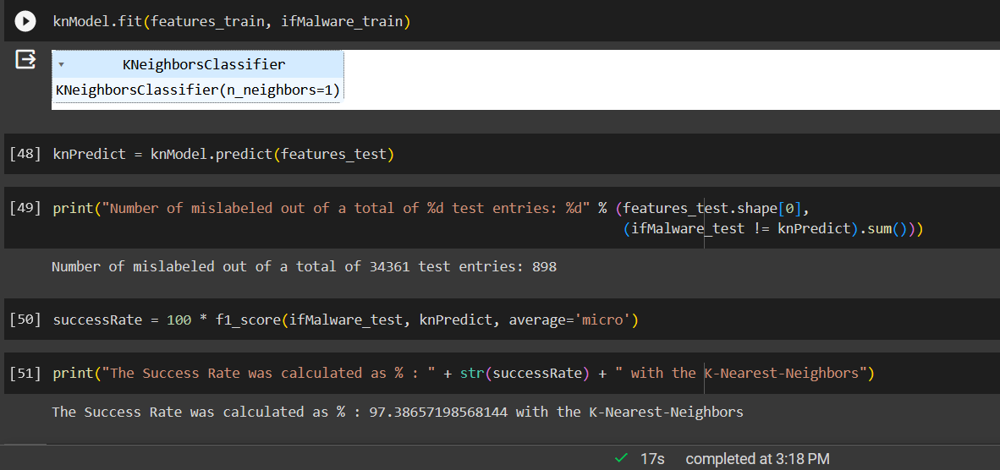 knModel.fit(features_train, ifMalware_train)
KNeighborsClassifier
KNeighborsClassifier(n_neighbors=1)
[48] knPredict = knModel.predict(features_test)
[49] print("Number of mislabeled out of a total of %d test entries: %d" % (features_test.shape[0],
(ifMalware_test != knPredict).sum()))
Number of mislabeled out of a total of 34361 test entries: 898
[50] successRate = 100 * f1_score(ifMalware_test, knPredict, average='micro')
[51] print("The Success Rate was calculated as % : " + str(successRate) + " with the K-Nearest-Neighbors")
The Success Rate was calculated as % : 97.38657198568144 with the K-Nearest-Neighbors
17s completed at 3:18 PM